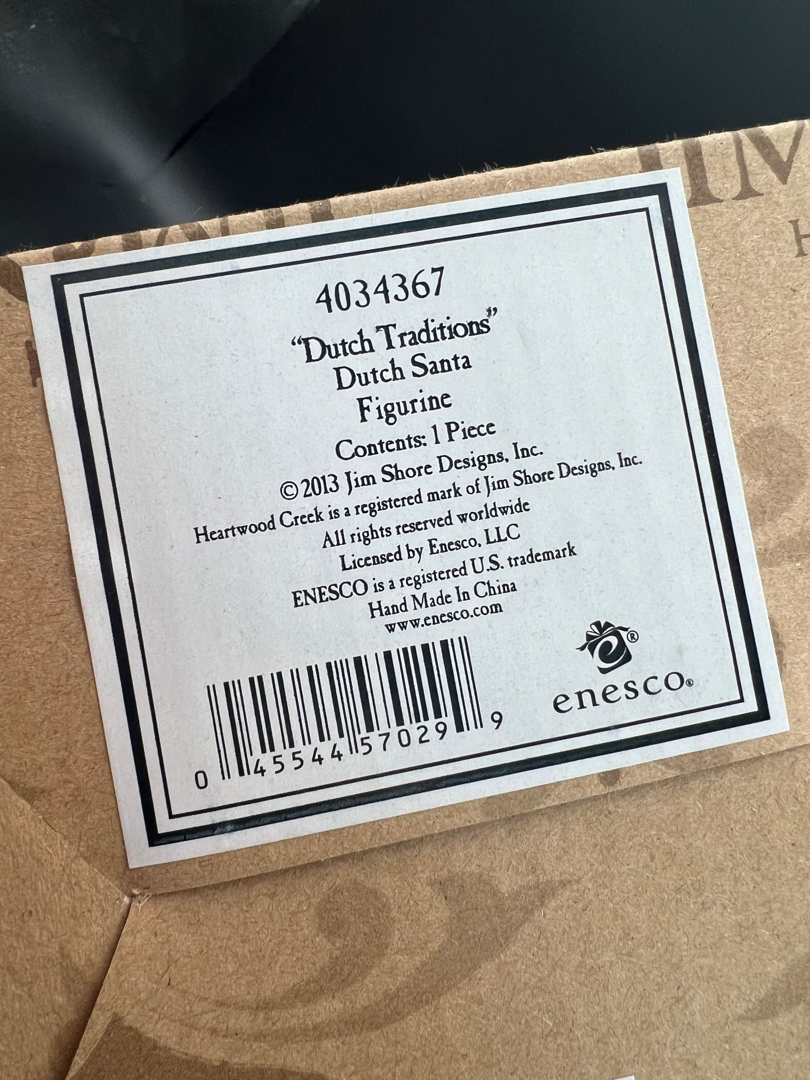 4034367
“Dutch Traditions”
Dutch Santa
Figurine
Contents: 1 Piece
© 2013 Jim Shore Designs, Inc.
Heartwood Creek is a registered mark of Jim Shore Designs, Inc.
All rights reserved worldwide
Licensed by Enesco, LLC
ENESCO is a registered U.S. trademark
Hand Made In China
www.enesco.com
0 45544 57029 9
e ®
enesco®